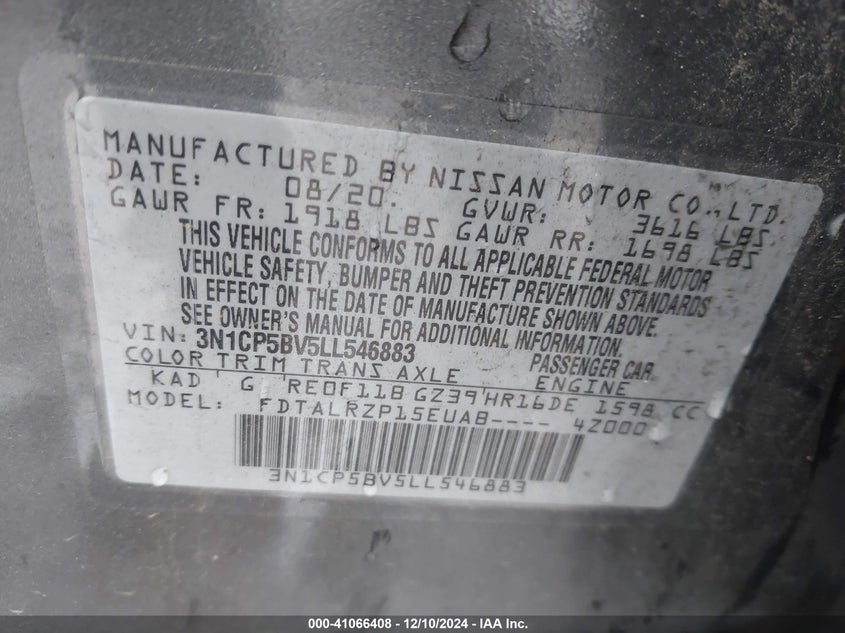 MANUFACTURED BY NISSAN MOTOR CO., LTD.
DATE: 08/20. GVWR: 3616 LBS
GAWR FR: 1918 LBS GAWR RR: 1698 LBS
THIS VEHICLE CONFORMS TO ALL APPLICABLE FEDERAL MOTOR
VEHICLE SAFETY, BUMPER AND THEFT PREVENTION STANDARDS
IN EFFECT ON THE DATE OF MANUFACTURE SHOWN ABOVE.
SEE OWNER'S MANUAL FOR ADDITIONAL INFORMATION.
VIN: 3N1CP5BV5LL546883 PASSENGER CAR
COLOR TRIM TRANS AXLE ENGINE
KAD ' G ' RE0F11B GZ39'HR16DE 1598 CC
MODEL: FDTALRZP15EUAB---- 4Z000
3N1CP5BV5LL546883
000-41066408 - 12/10/2024 - IAA Inc.